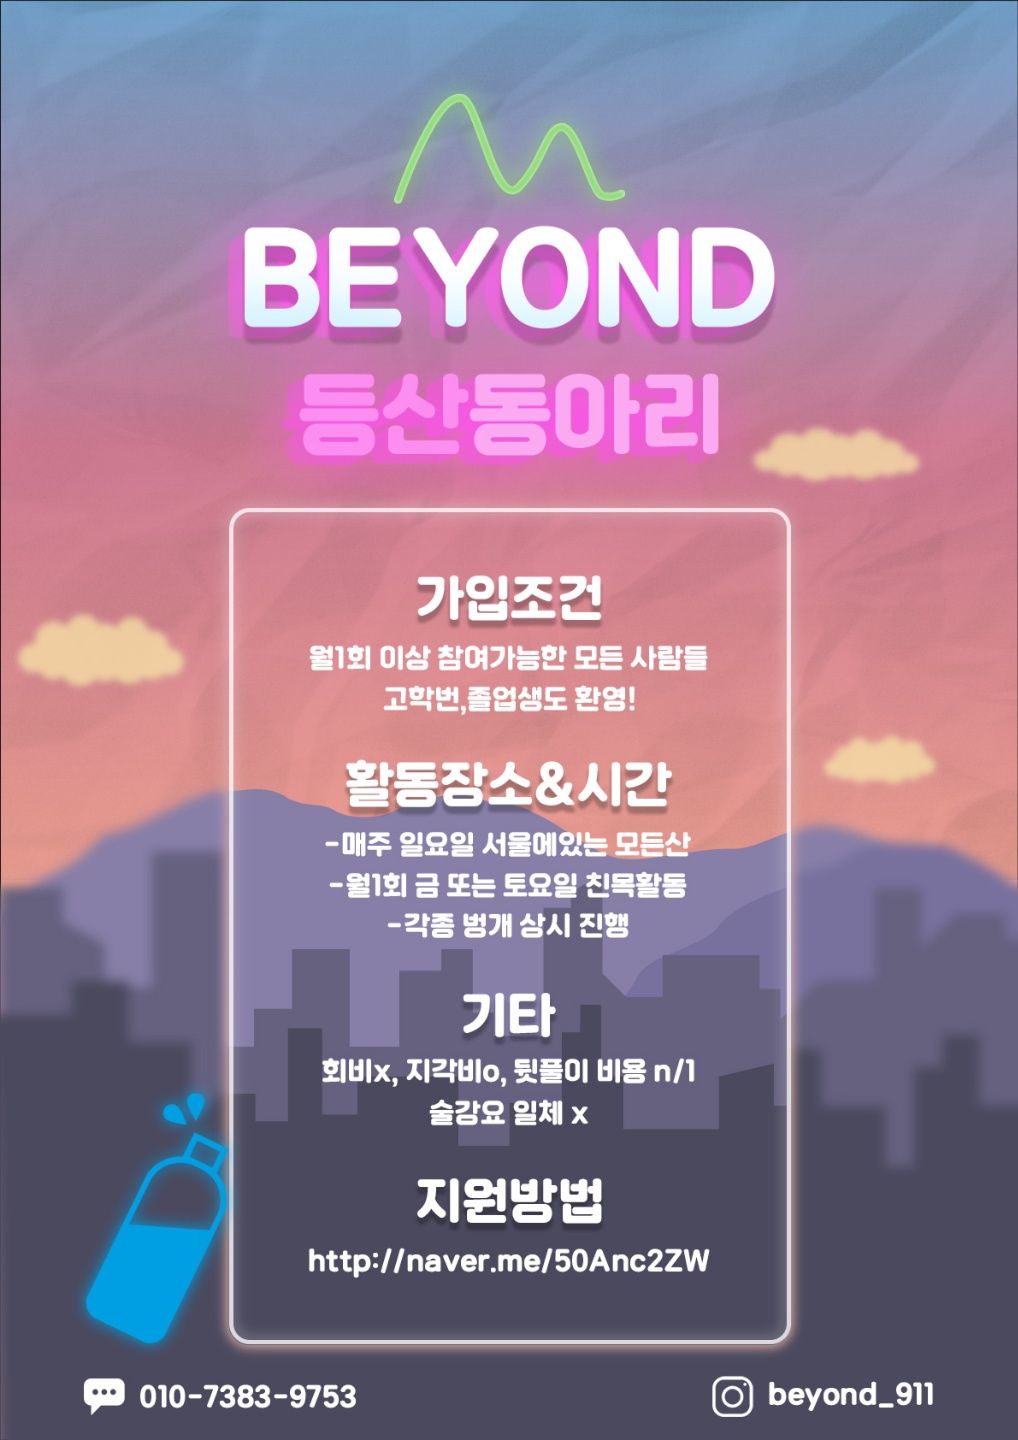 BEYOND
등산동아리
가입조건
월1회 이상 참여가능한 모든 사람들
고학번,졸업생도 환영!
활동장소&시간
-매주 일요일 서울에있는 모든산
-월1회 금 또는 토요일 친목활동
-각종 벙개 상시 진행
기타
회비x, 지각비o, 뒷풀이 비용 n/1
술강요 일체 x
지원방법
http://naver.me/50Anc2ZW
010-7383-9753
beyond_911